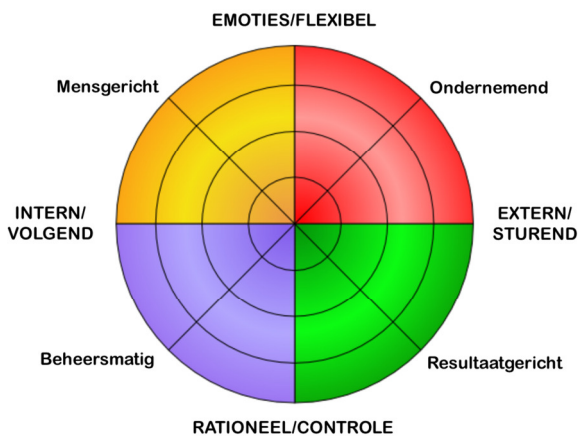 EMOTIES/FLEXIBEL
Mensgericht
Ondernemend
INTERN/
VOLGEND
EXTERN/
STUREND
Beheersmatig
Resultaatgericht
RATIONEEL/CONTROLE